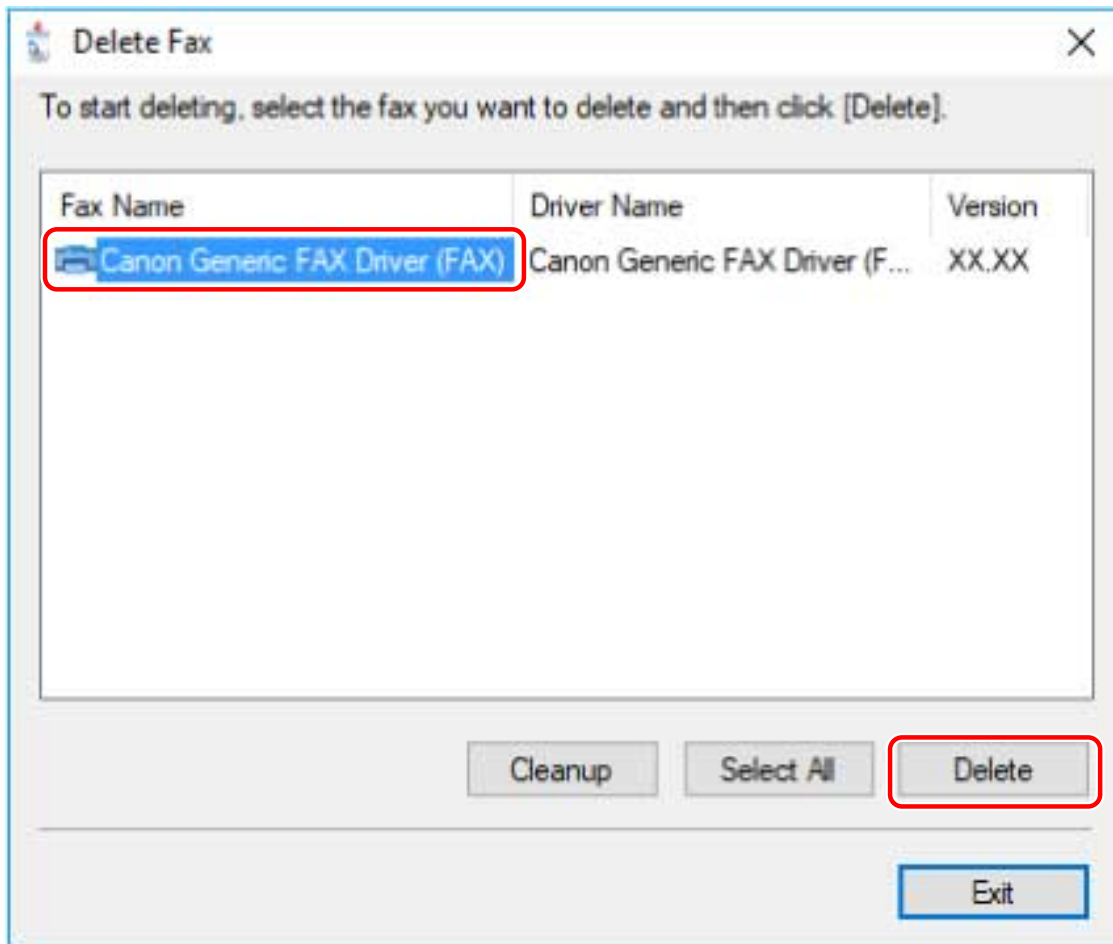 Delete Fax
To start deleting, select the fax you want to delete and then click [Delete].
Fax Name Driver Name Version
Canon Generic FAX Driver (FAX) Canon Generic FAX Driver (F... XX.XX
Cleanup Select All Delete
Exit